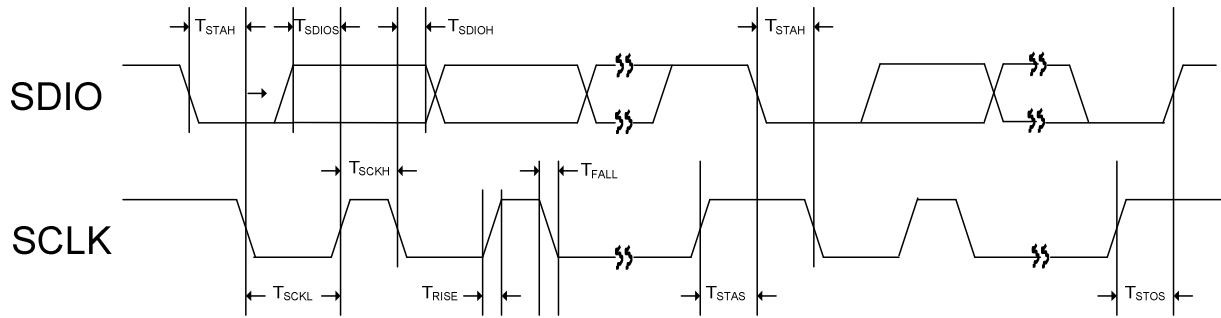 TSTAH TSDIOS TSDIOH TSTAH
SDIO
TSCKH TFALL
SCLK
TSCKL TRISE TSTAS TSTOS